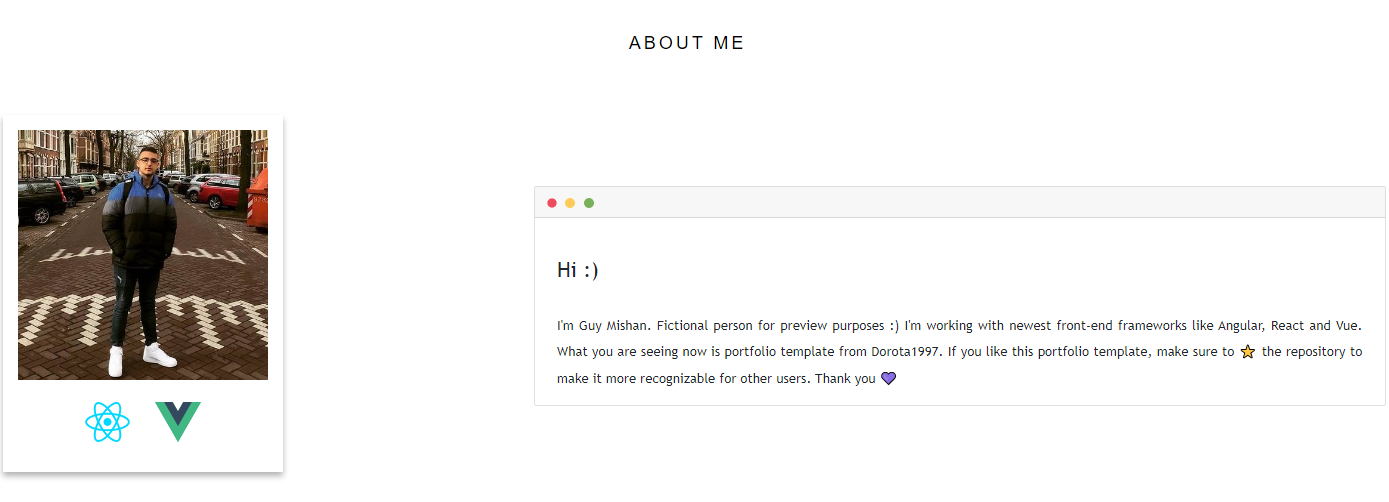 ABOUT ME
Hi :)
I'm Guy Mishan. Fictional person for preview purposes :) I'm working with newest front-end frameworks like Angular, React and Vue.
What you are seeing now is portfolio template from Dorota1997. If you like this portfolio template, make sure to ⭐ the repository to
make it more recognizable for other users. Thank you 💜